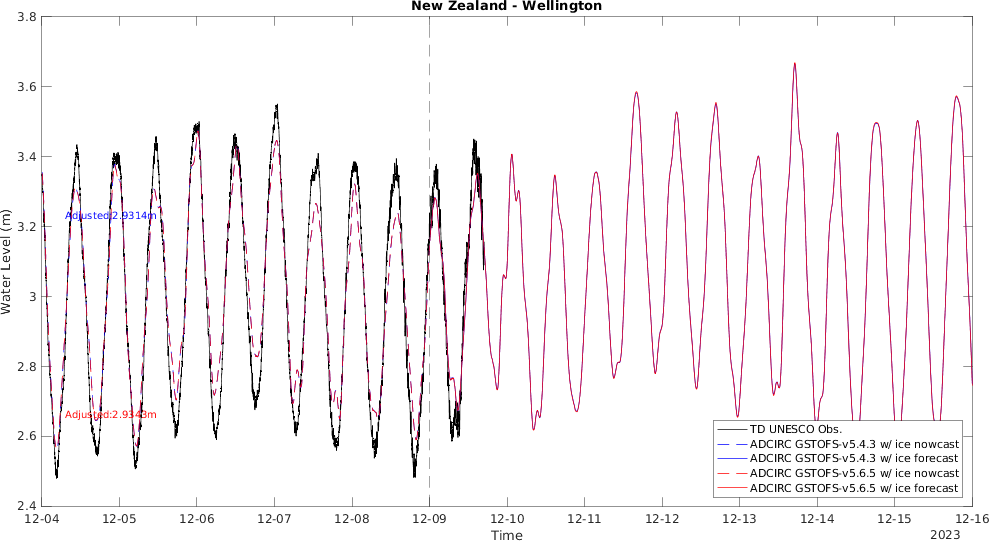 New Zealand - Wellington
3.8
3.6
3.4
3.2
3
2.8
2.6
2.4
Water Level (m)
Adjusted:2.9314m
Adjusted:2.9343m
TD UNESCO Obs.
ADCIRC GSTOFS-v5.4.3 w/ ice nowcast
ADCIRC GSTOFS-v5.4.3 w/ ice forecast
ADCIRC GSTOFS-v5.6.5 w/ ice nowcast
ADCIRC GSTOFS-v5.6.5 w/ ice forecast
12-04 12-05 12-06 12-07 12-08 12-09 12-10 12-11 12-12 12-13 12-14 12-15 12-16
Time
2023